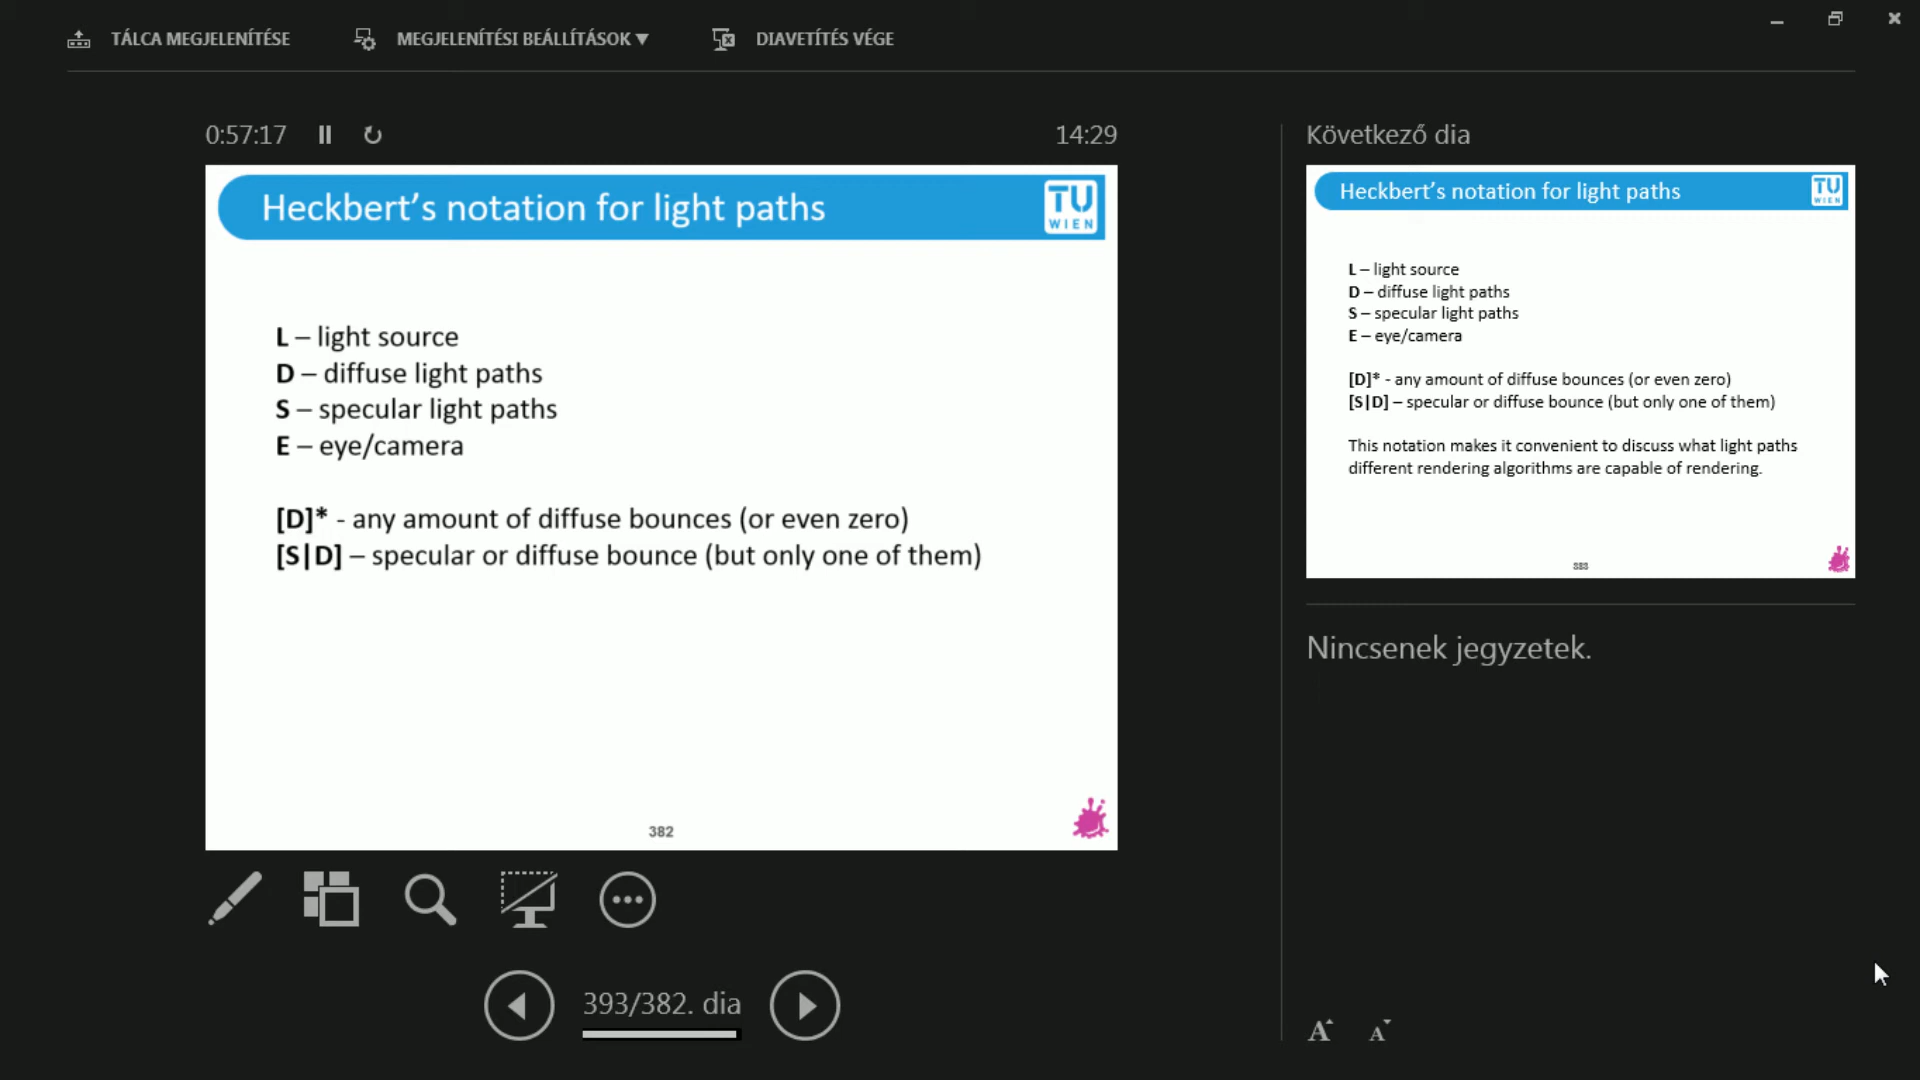 TÁLCA MEGJELENÍTÉSE
MEGJELENÍTÉSI BEÁLLÍTÁSOK
DIAVETÍTÉS VÉGE
0:57:17
14:29
Heckbert’s notation for light paths
TU
WIEN
L – light source
D – diffuse light paths
S – specular light paths
E – eye/camera
[D]* - any amount of diffuse bounces (or even zero)
[S|D] – specular or diffuse bounce (but only one of them)
382
393/382. dia
Következő dia
Heckbert’s notation for light paths
TU
WIEN
L – light source
D – diffuse light paths
S – specular light paths
E – eye/camera
[D]* - any amount of diffuse bounces (or even zero)
[S|D] – specular or diffuse bounce (but only one of them)
This notation makes it convenient to discuss what light paths
different rendering algorithms are capable of rendering.
383
Nincsenek jegyzetek.
A A